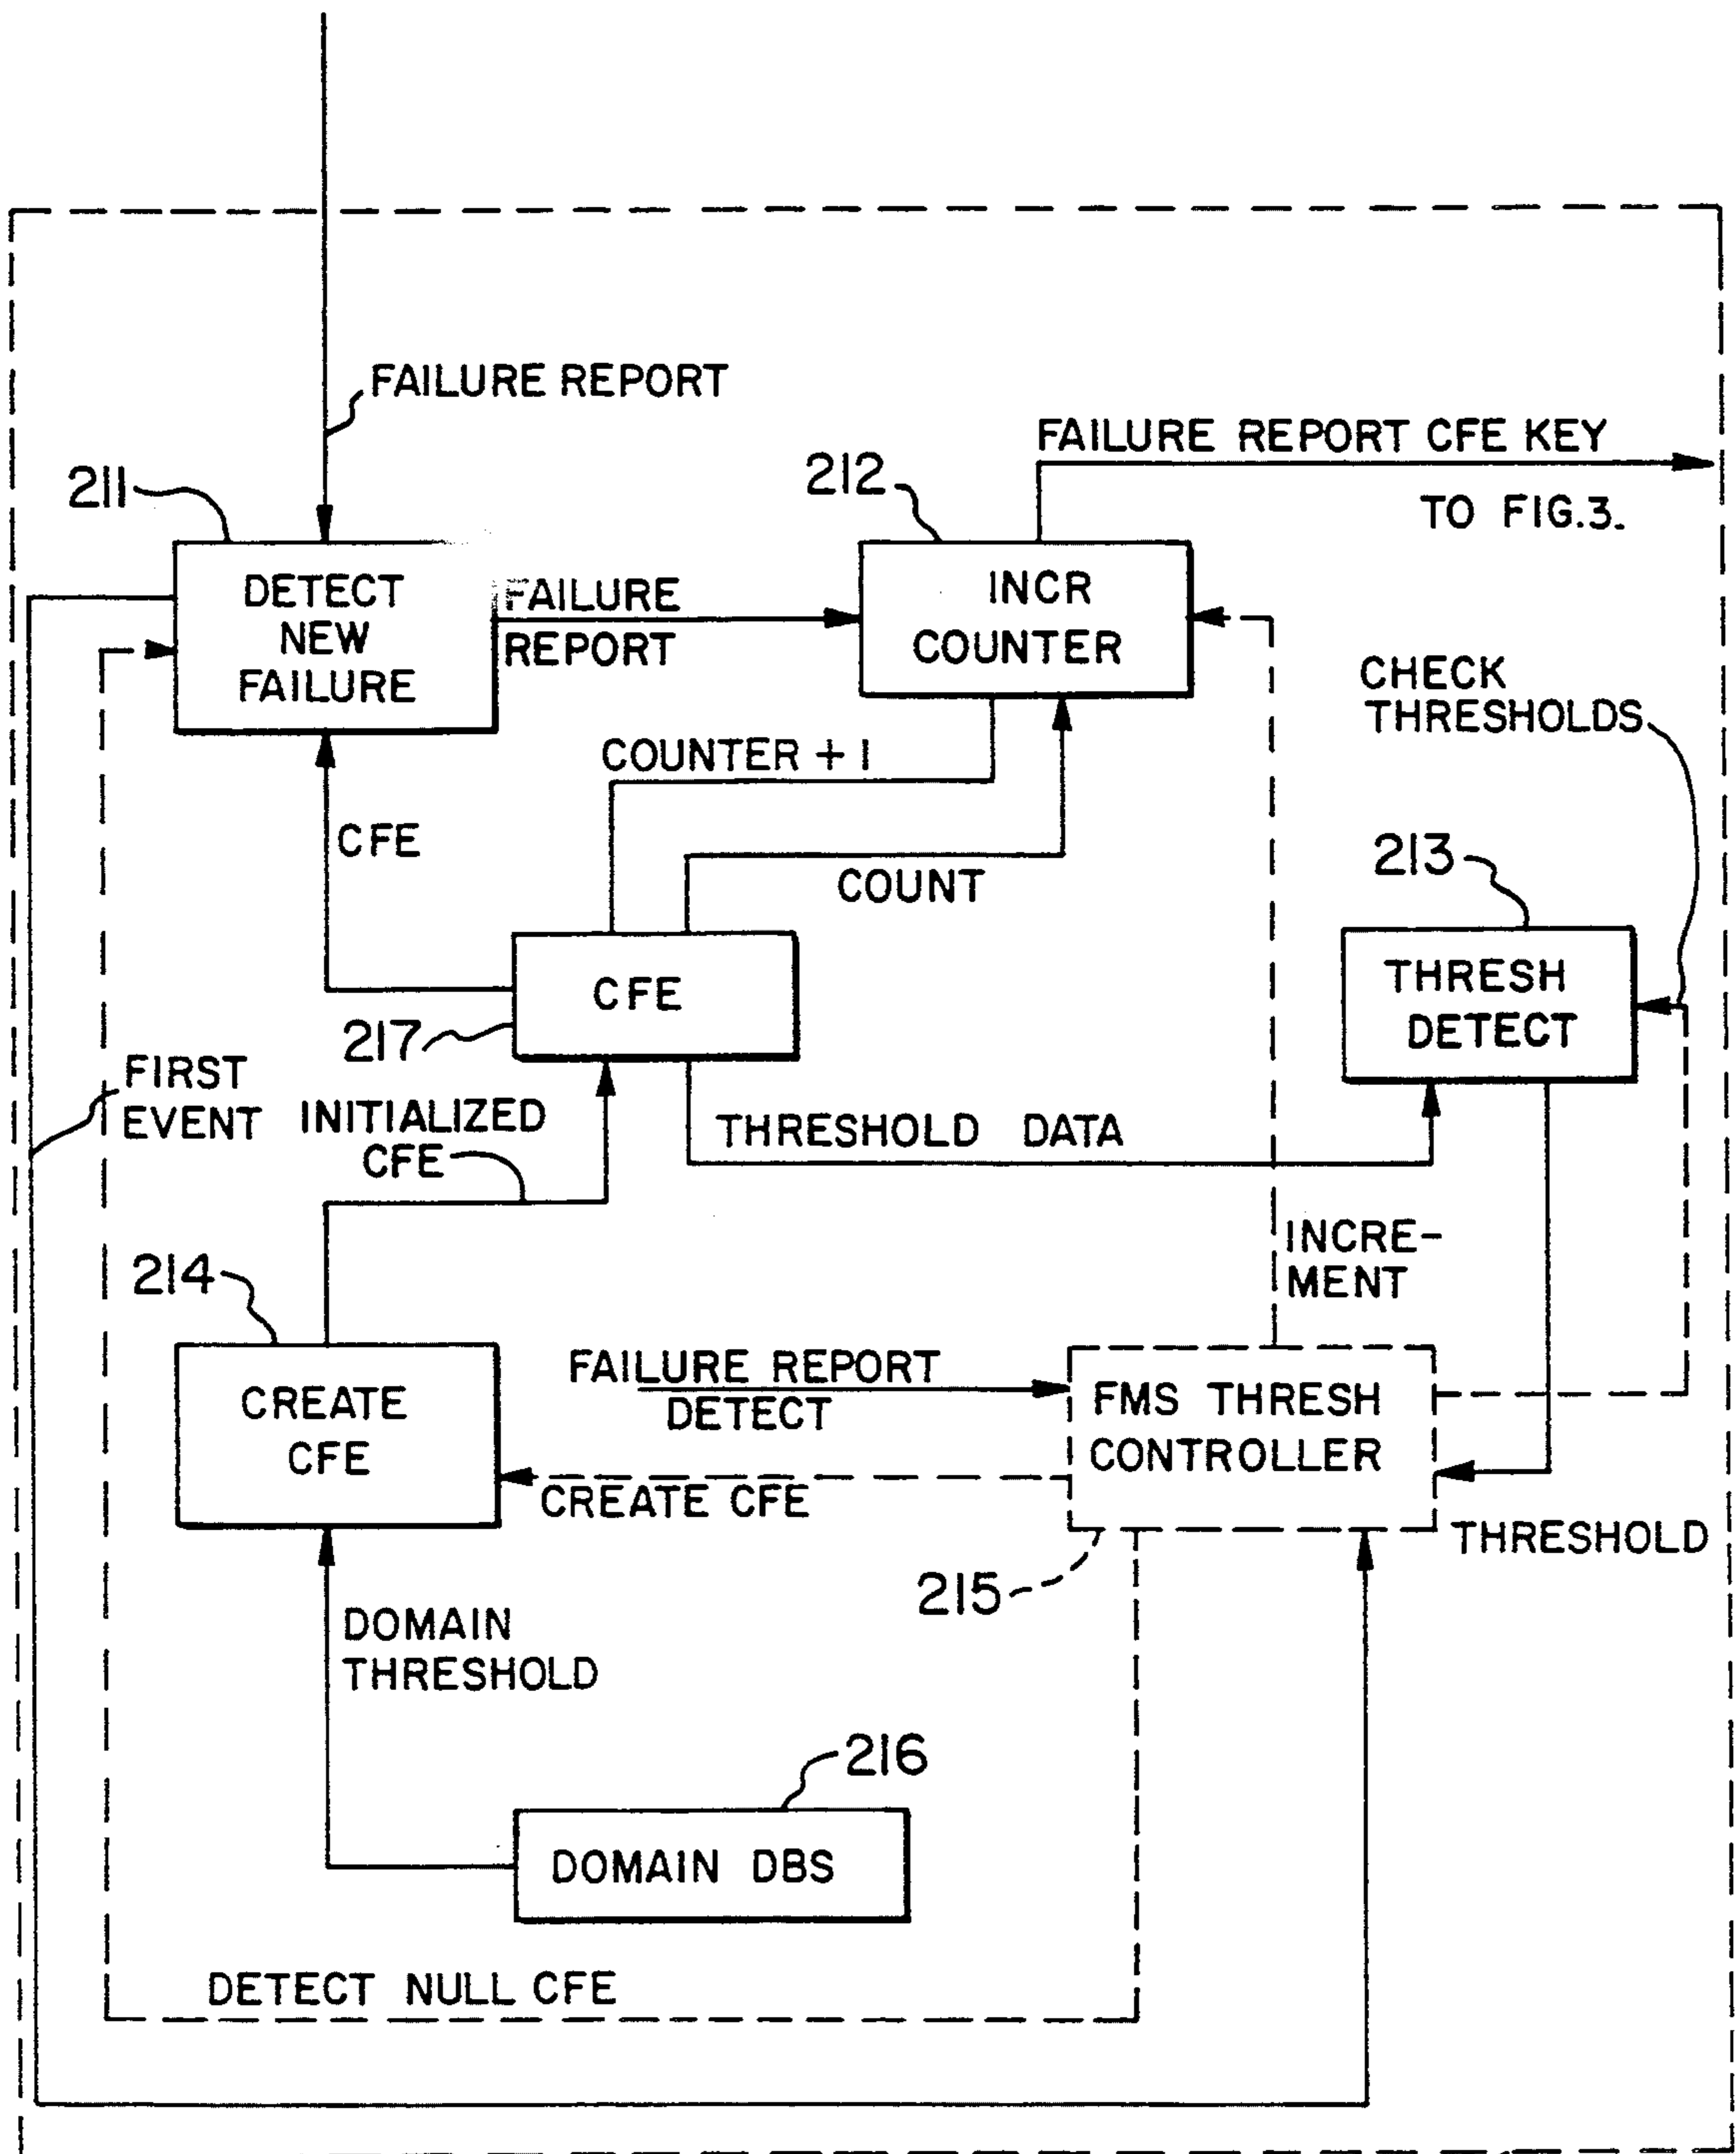 FAILURE REPORT
FAILURE REPORT CFE KEY
TO FIG.3.
211
212
DETECT
NEW
FAILURE
FAILURE
REPORT
INCR
COUNTER
CHECK
THRESHOLDS
COUNTER + 1
CFE
COUNT
213
CFE
217
THRESH
DETECT
FIRST
EVENT
INITIALIZED
CFE
THRESHOLD DATA
214
INCRE-
MENT
CREATE
CFE
FAILURE REPORT
DETECT
FMS THRESH
CONTROLLER
CREATE CFE
THRESHOLD
215
DOMAIN
THRESHOLD
216
DOMAIN DBS
DETECT NULL CFE